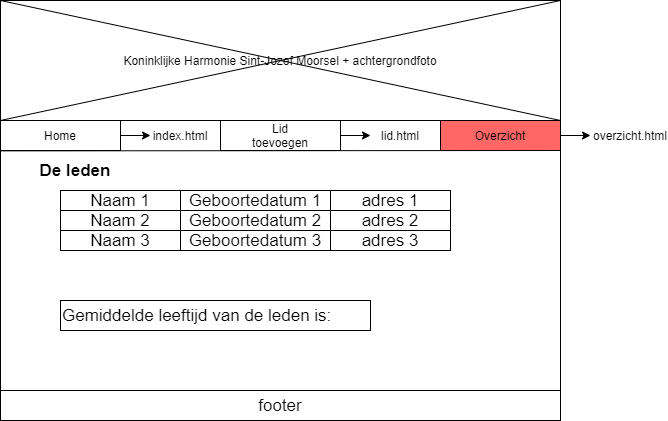 Koninklijke Harmonie Sint-Jozef Moorsel + achtergrondfoto
Home index.html Lid toevoegen lid.html Overzicht overzicht.html
De leden
Naam 1 Geboortedatum 1 adres 1
Naam 2 Geboortedatum 2 adres 2
Naam 3 Geboortedatum 3 adres 3
Gemiddelde leeftijd van de leden is:
footer